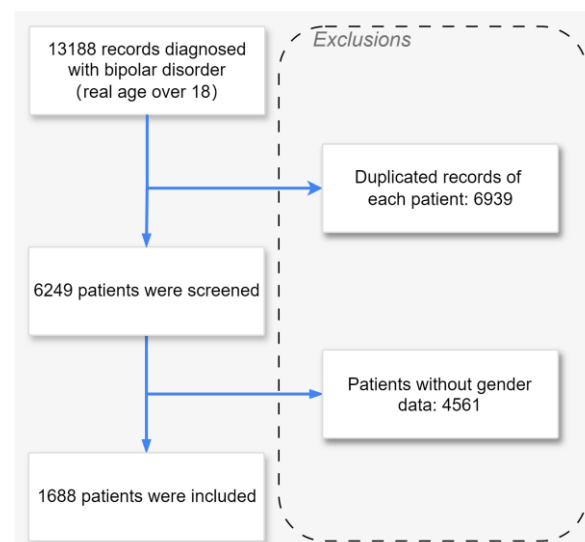 13188 records diagnosed
with bipolar disorder
(real age over 18)
Exclusions
Duplicated records of
each patient: 6939
6249 patients were screened
Patients without gender
data: 4561
1688 patients were included